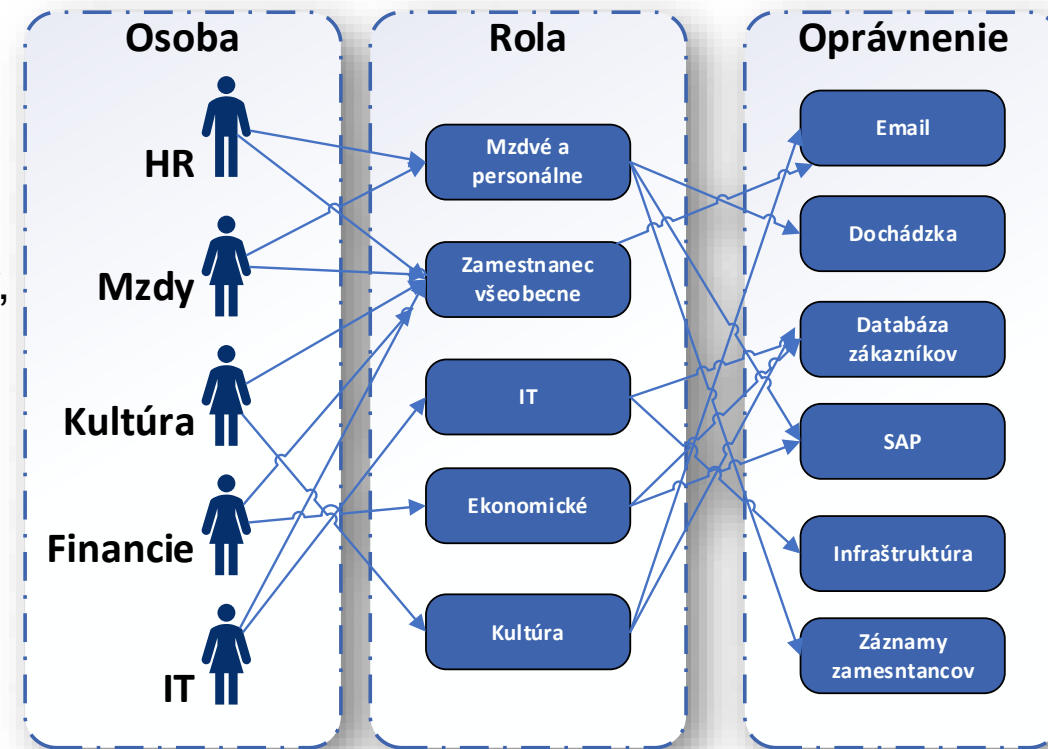 Osoba
HR
Mzdy
,
Kultúra
Financie
IT
Rola
Mzdvé a
personálne
Zamestnanec
všeobecne
IT
Ekonomické
Kultúra
Oprávnenie
Email
Dochádzka
Databáza
zákazníkov
SAP
Infraštruktúra
Záznamy
zamesntancov